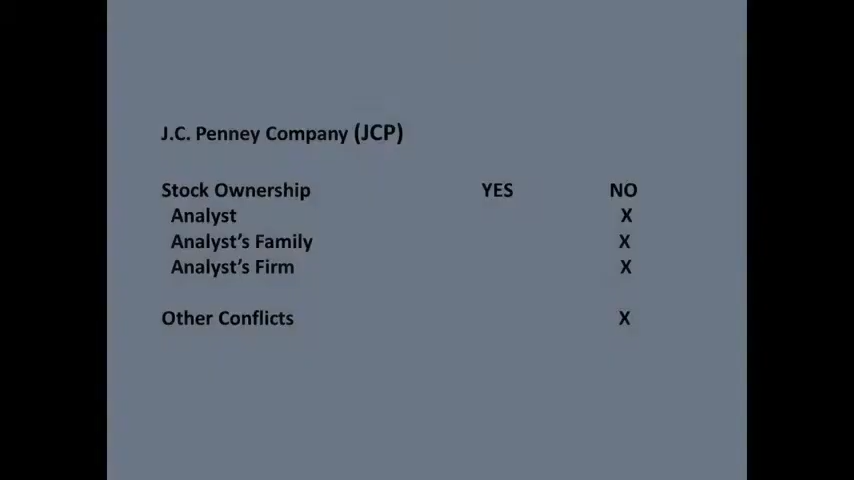 J.C. Penney Company (JCP)
Stock Ownership YES NO
Analyst X
Analyst’s Family X
Analyst’s Firm X
Other Conflicts X